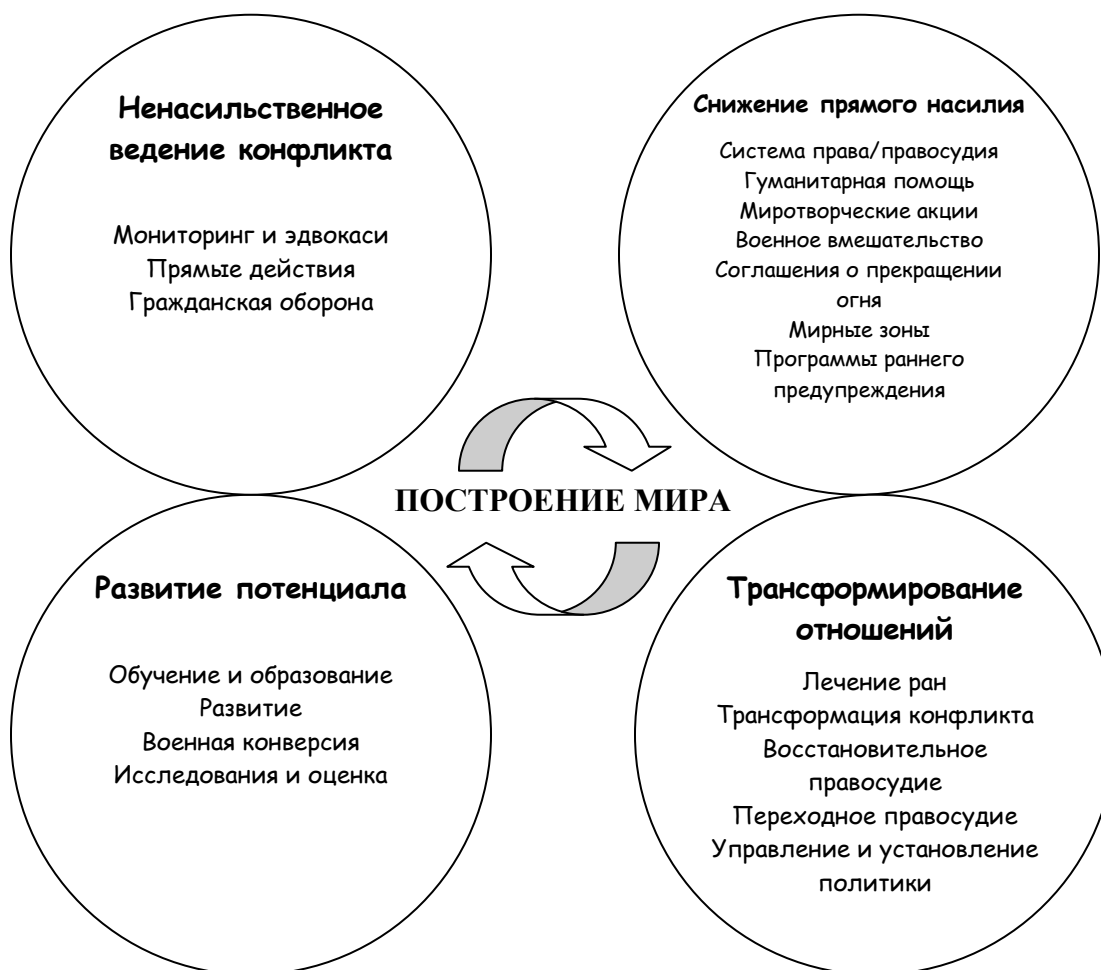 Ненасильственное
ведение конфликта
Мониторинг и эдвокаси
Прямые действия
Гражданская оборона
Снижение прямого насилия
Система права/правосудия
Гуманитарная помощь
Миротворческие акции
Военное вмешательство
Соглашения о прекращении
огня
Мирные зоны
Программы раннего
предупреждения
ПОСТРОЕНИЕ МИРА
Развитие потенциала
Обучение и образование
Развитие
Военная конверсия
Исследования и оценка
Трансформирование
отношений
Лечение ран
Трансформация конфликта
Восстановительное
правосудие
Переходное правосудие
Управление и установление
политики